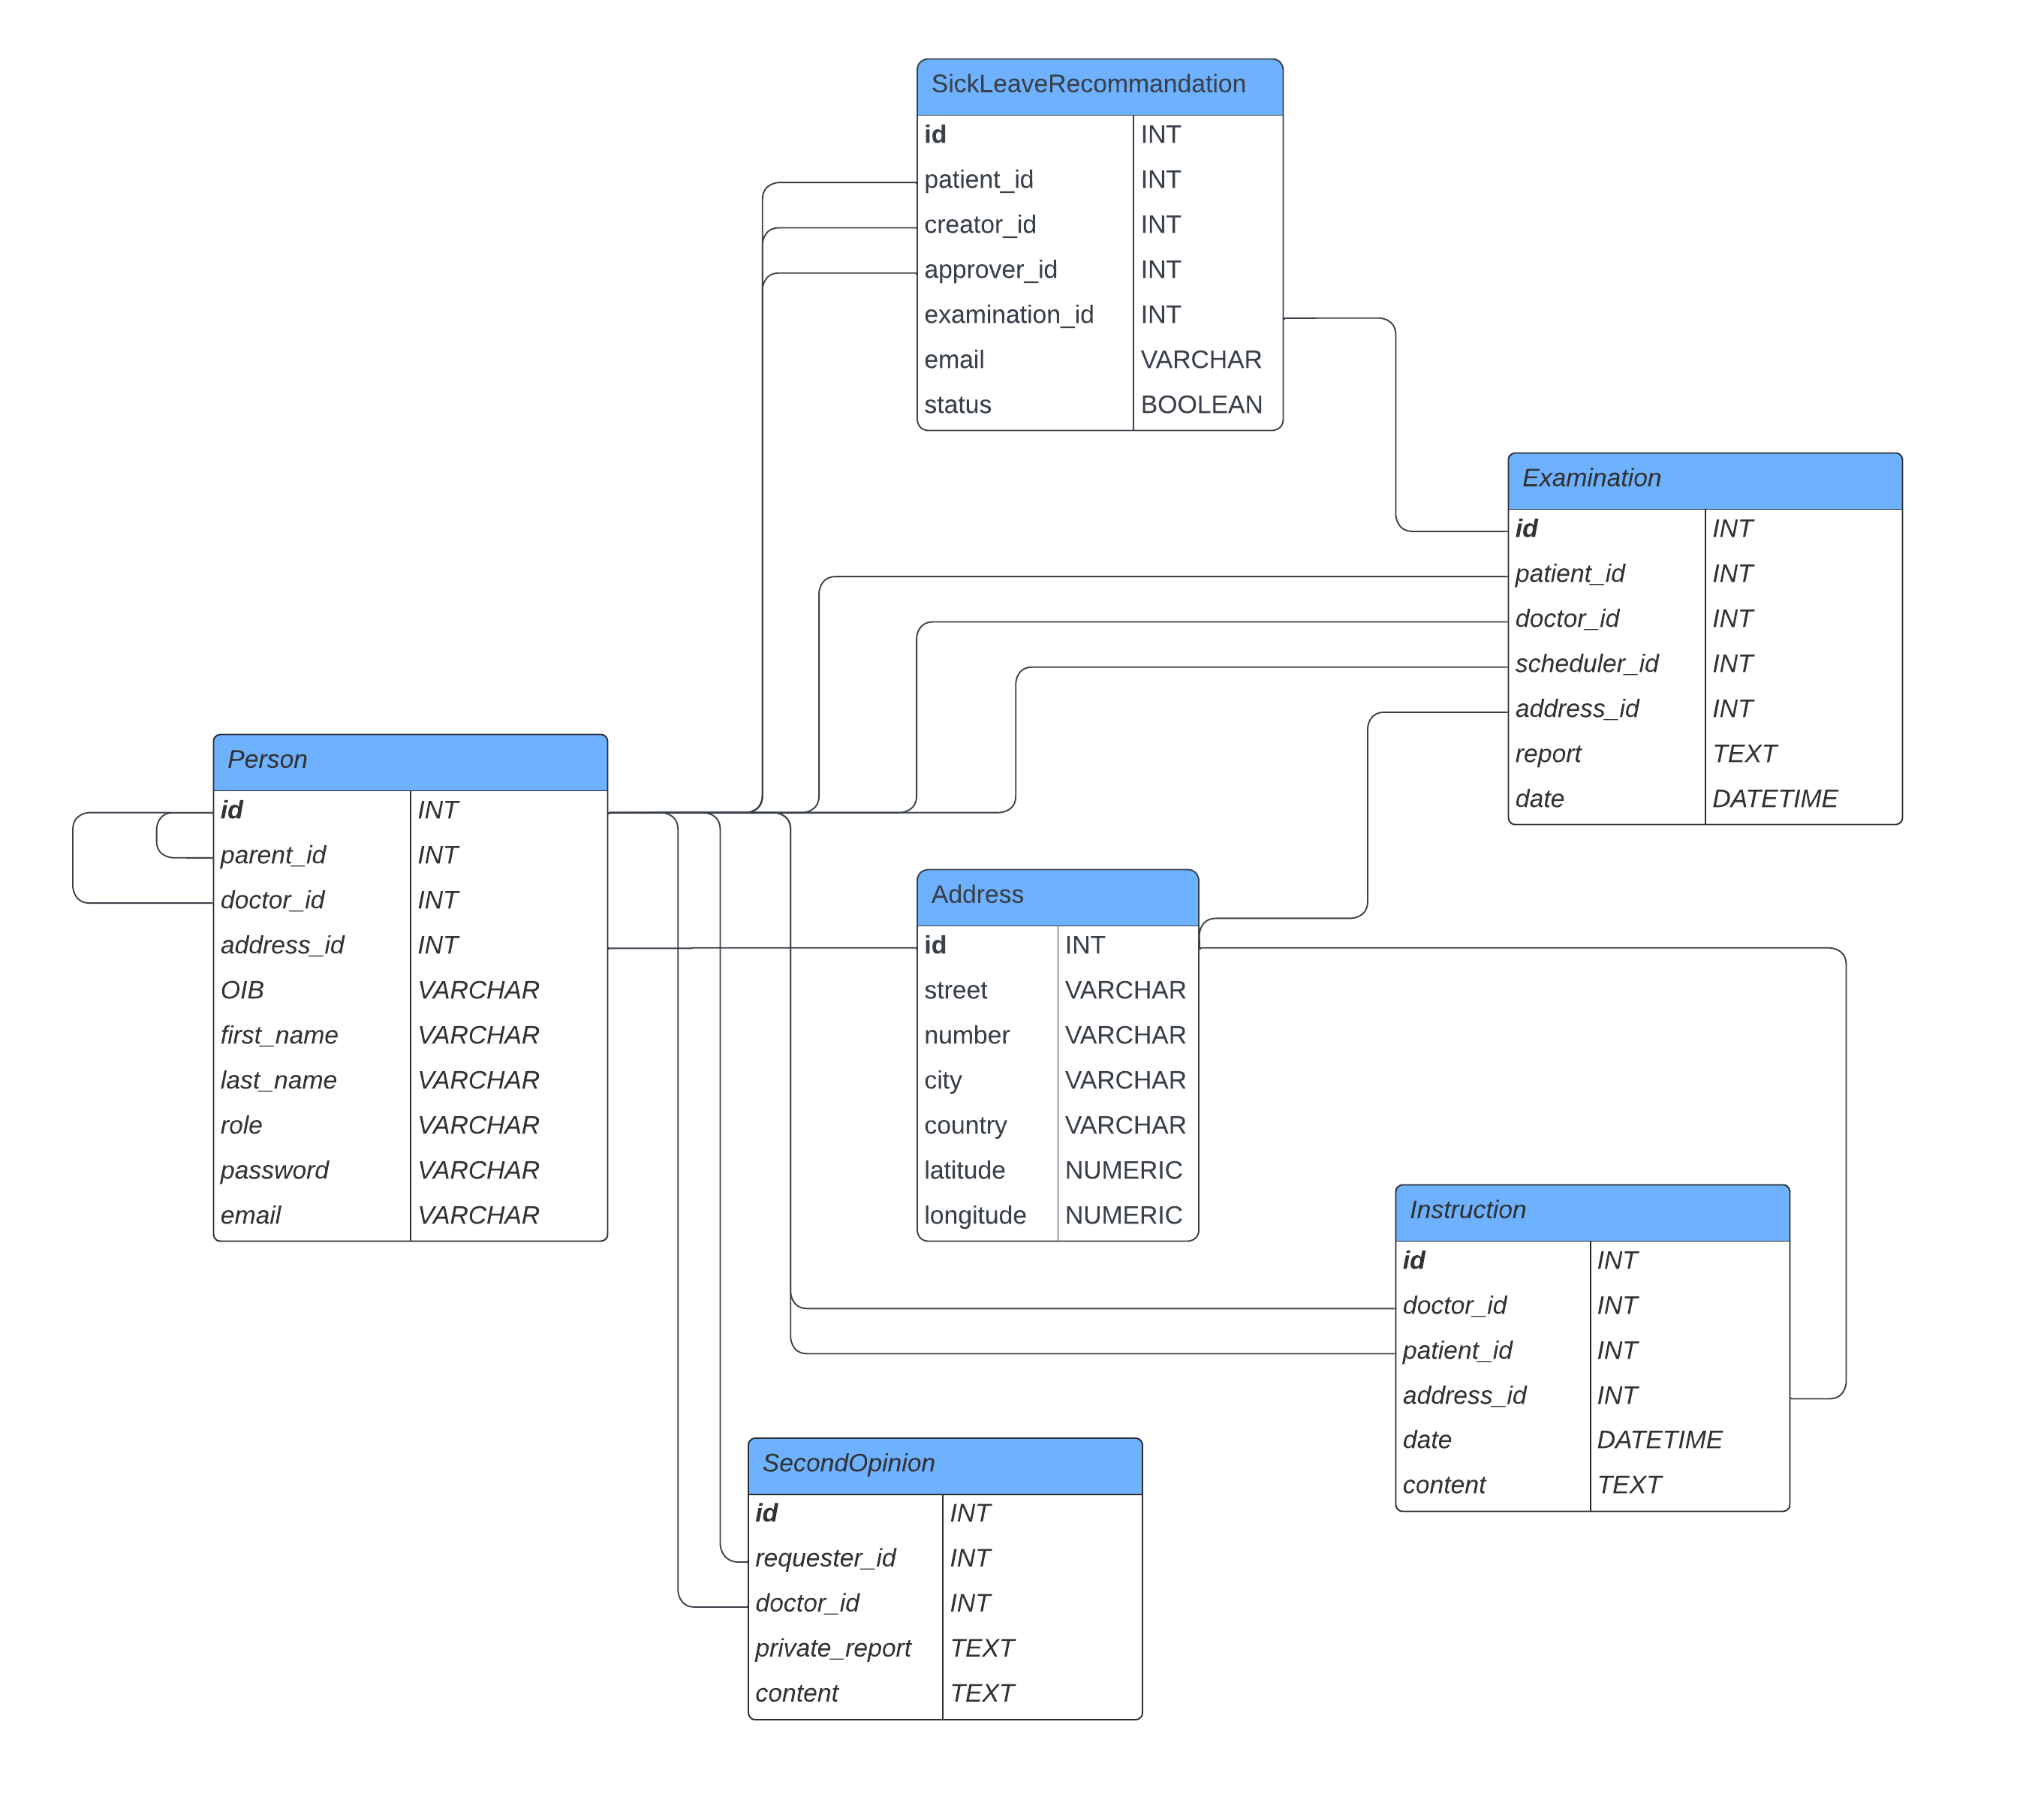 SickLeaveRecommandation
id INT
patient_id INT
creator_id INT
approver_id INT
examination_id INT
email VARCHAR
status BOOLEAN
Examination
id INT
patient_id INT
doctor_id INT
scheduler_id INT
address_id INT
report TEXT
date DATETIME
Person
id INT
parent_id INT
doctor_id INT
address_id INT
OIB VARCHAR
first_name VARCHAR
last_name VARCHAR
role VARCHAR
password VARCHAR
email VARCHAR
Address
id INT
street VARCHAR
number VARCHAR
city VARCHAR
country VARCHAR
latitude NUMERIC
longitude NUMERIC
Instruction
id INT
doctor_id INT
patient_id INT
address_id INT
date DATETIME
content TEXT
SecondOpinion
id INT
requester_id INT
doctor_id INT
private_report TEXT
content TEXT